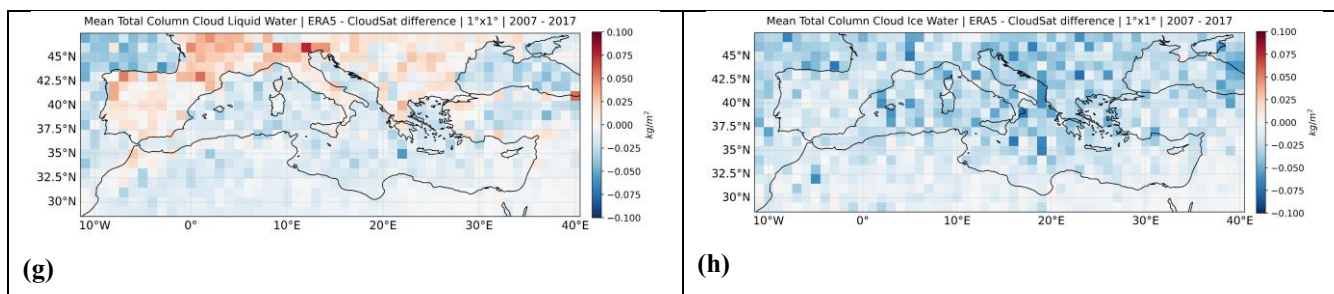 Mean Total Column Cloud Liquid Water | ERA5 - CloudSat difference | 1°x1° | 2007 - 2017
45°N
42.5°N
40°N
37.5°N
35°N
32.5°N
30°N
10°W
0°
10°E
20°E
30°E
40°E
0.100
0.075
0.050
0.025
0.000
−0.025
−0.050
−0.075
−0.100
kg/m²
(g)
Mean Total Column Cloud Ice Water | ERA5 - CloudSat difference | 1°x1° | 2007 - 2017
45°N
42.5°N
40°N
37.5°N
35°N
32.5°N
30°N
10°W
0°
10°E
20°E
30°E
40°E
0.100
0.075
0.050
0.025
0.000
−0.025
−0.050
−0.075
−0.100
kg/m²
(h)